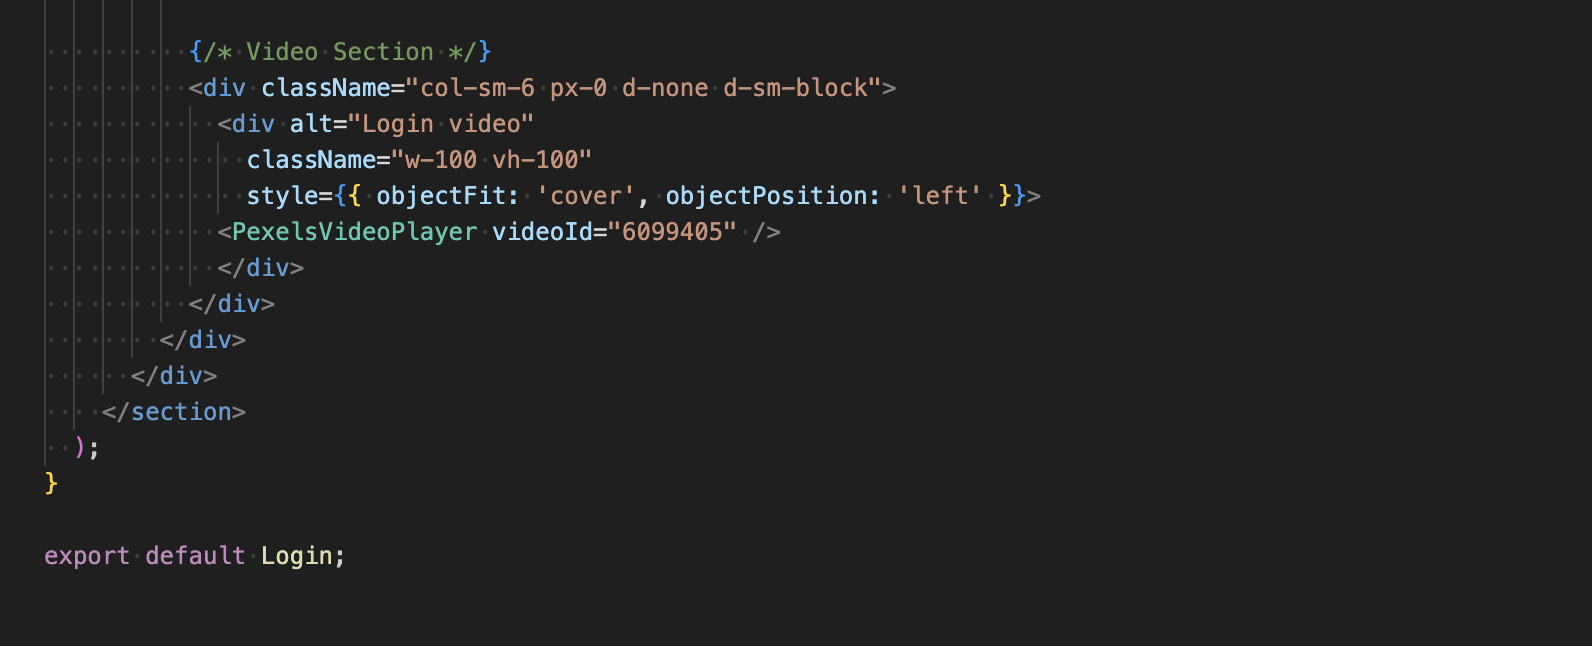 {/* Video Section */}
<div className="col-sm-6 px-0 d-none d-sm-block">
<div alt="Login video"
className="w-100 vh-100"
style={{ objectFit: 'cover', objectPosition: 'left' }}>
<PexelsVideoPlayer videoId="6099405" />
</div>
</div>
</div>
</div>
</section>
);
}
export default Login;